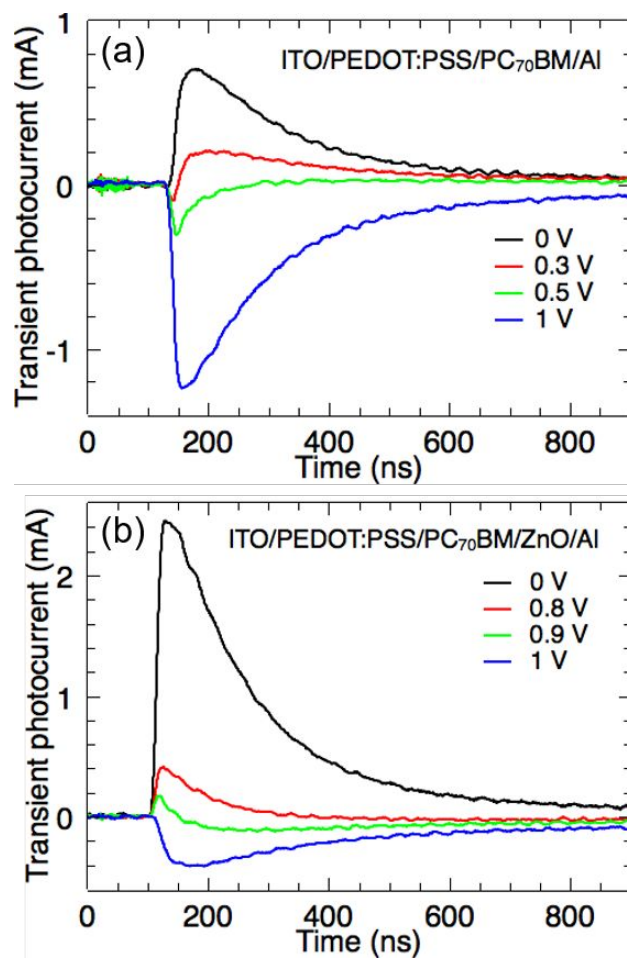 (a)
ITO/PEDOT:PSS/PC₇₀BM/Al
Transient photocurrent (mA)
1
0
-1
0 V
0.3 V
0.5 V
1 V
0 200 400 600 800
Time (ns)
(b)
ITO/PEDOT:PSS/PC₇₀BM/ZnO/Al
Transient photocurrent (mA)
2
1
0
0 V
0.8 V
0.9 V
1 V
0 200 400 600 800
Time (ns)